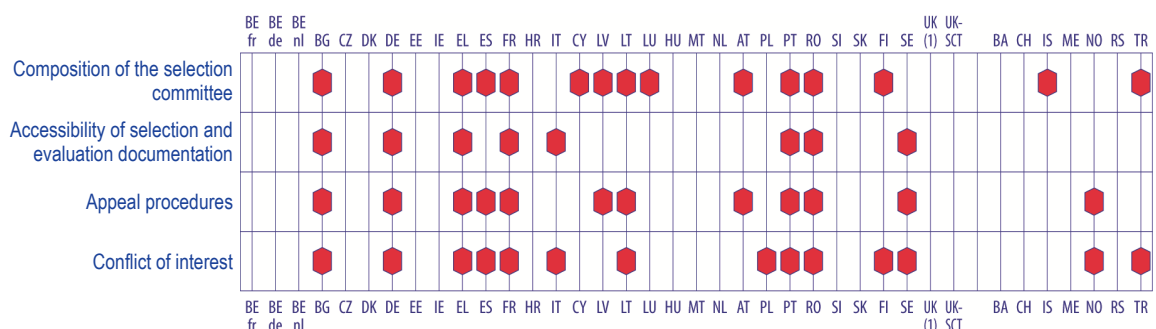 BE BE BE UK UK-
fr de nl BG CZ DK DE EE IE EL ES FR HR IT CY LV LT LU HU MT NL AT PL PT RO SI SK FI SE (1) SCT BA CH IS ME NO RS TR
Composition of the selection
committee
Accessibility of selection and
evaluation documentation
Appeal procedures
Conflict of interest
BE BE BE BG CZ DK DE EE IE EL ES FR HR IT CY LV LT LU HU MT NL AT PL PT RO SI SK FI SE UK UK- BA CH IS ME NO RS TR
fr de nl (1) SCT